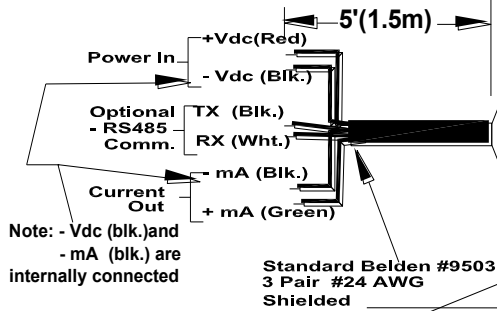 5'(1.5m)
+Vdc(Red)
Power In
- Vdc (Blk.)
Optional TX (Blk.)
- RS485
Comm. RX (Wht.)
- mA (Blk.)
Current
Out
+ mA (Green)
Note: - Vdc (blk.)and
- mA (blk.) are
internally connected
Standard Belden #9503
3 Pair #24 AWG
Shielded